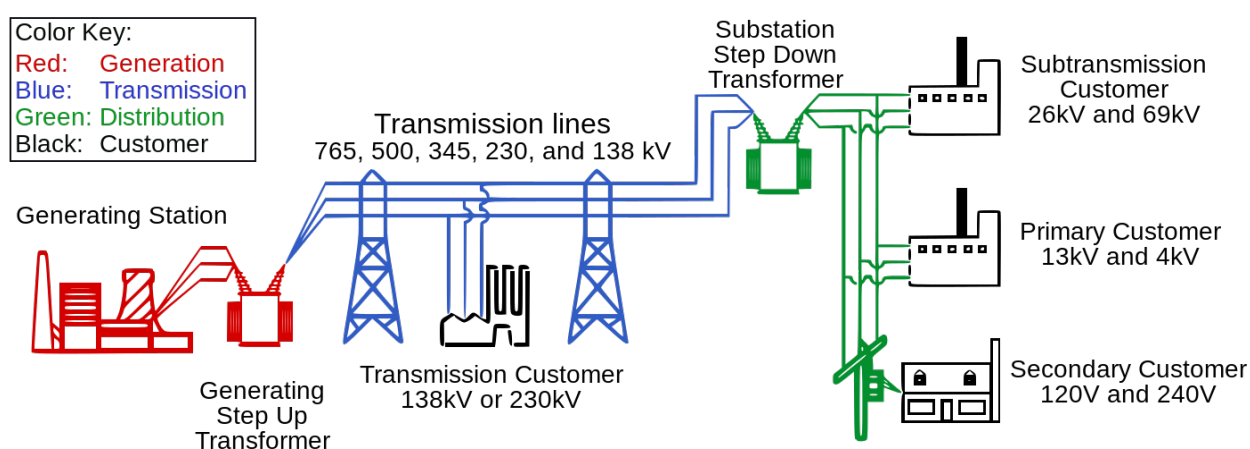 Color Key:
Red: Generation
Blue: Transmission
Green: Distribution
Black: Customer
Generating Station
Generating
Step Up
Transformer
Transmission lines
765, 500, 345, 230, and 138 kV
Transmission Customer
138kV or 230kV
Substation
Step Down
Transformer
Subtransmission
Customer
26kV and 69kV
Primary Customer
13kV and 4kV
Secondary Customer
120V and 240V